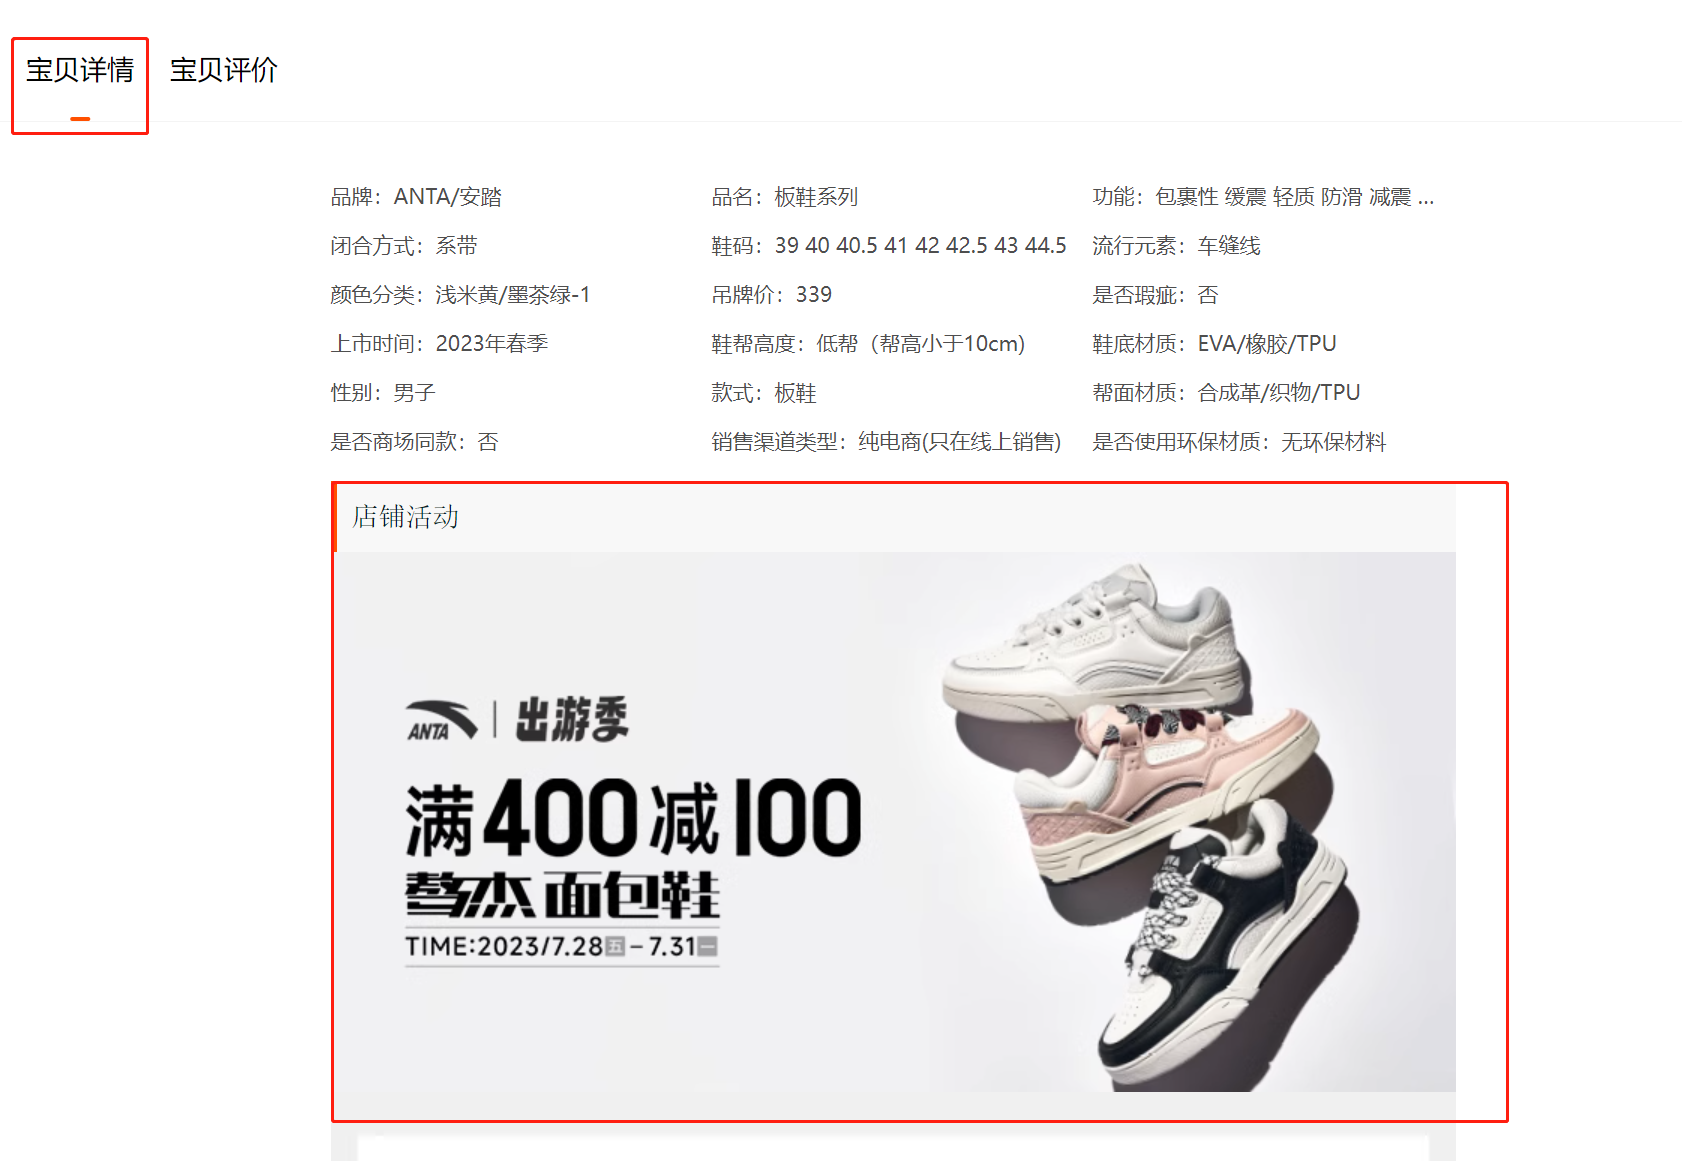 宝贝详情 宝贝评价
品牌：ANTA/安踏 品名：板鞋系列 功能：包裹性 缓震 轻质 防滑 减震 ...
闭合方式：系带 鞋码：39 40 40.5 41 42 42.5 43 44.5 流行元素：车缝线
颜色分类：浅米黄/墨茶绿-1 吊牌价：339 是否瑕疵：否
上市时间：2023年春季 鞋帮高度：低帮（帮高小于10cm) 鞋底材质：EVA/橡胶/TPU
性别：男子 款式：板鞋 帮面材质：合成革/织物/TPU
是否商场同款：否 销售渠道类型：纯电商(只在线上销售) 是否使用环保材质：无环保材料
店铺活动
ANTA | 出游季
满400减100
面包鞋
TIME:2023/7.28五-7.31一